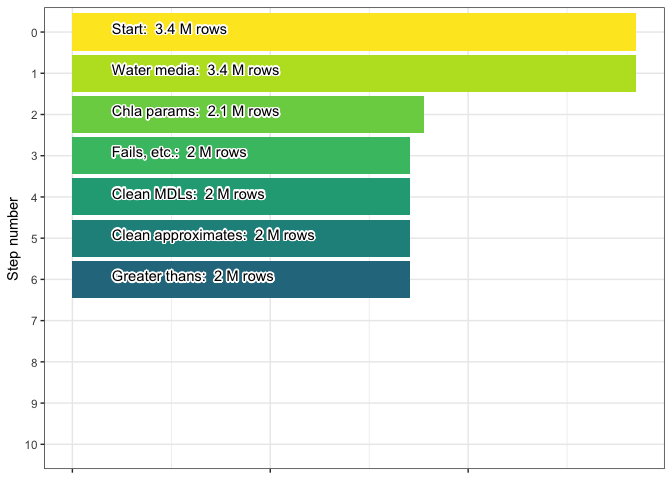 0
Start:  3.4 M rows
1
Water media:  3.4 M rows
2
Chla params:  2.1 M rows
3
Fails, etc.:  2 M rows
4
Clean MDLs:  2 M rows
5
Clean approximates:  2 M rows
6
Greater thans:  2 M rows
7
8
9
10
Step number